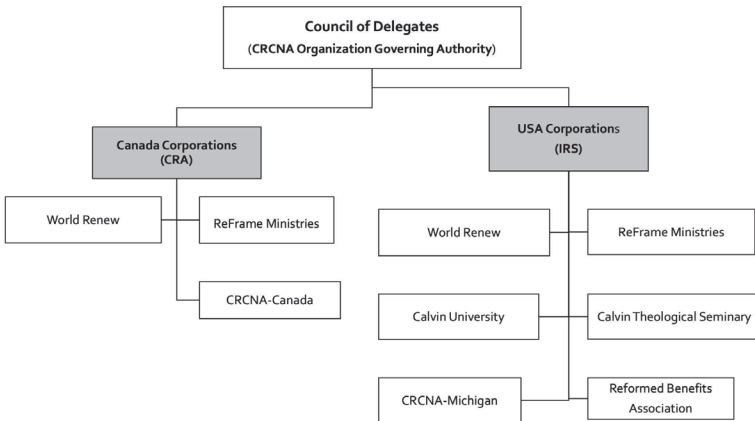 Council of Delegates
(CRCNA Organization Governing Authority)
Canada Corporations
(CRA)
USA Corporations
(IRS)
World Renew
ReFrame Ministries
CRCNA-Canada
World Renew
ReFrame Ministries
Calvin University
Calvin Theological Seminary
CRCNA-Michigan
Reformed Benefits
Association